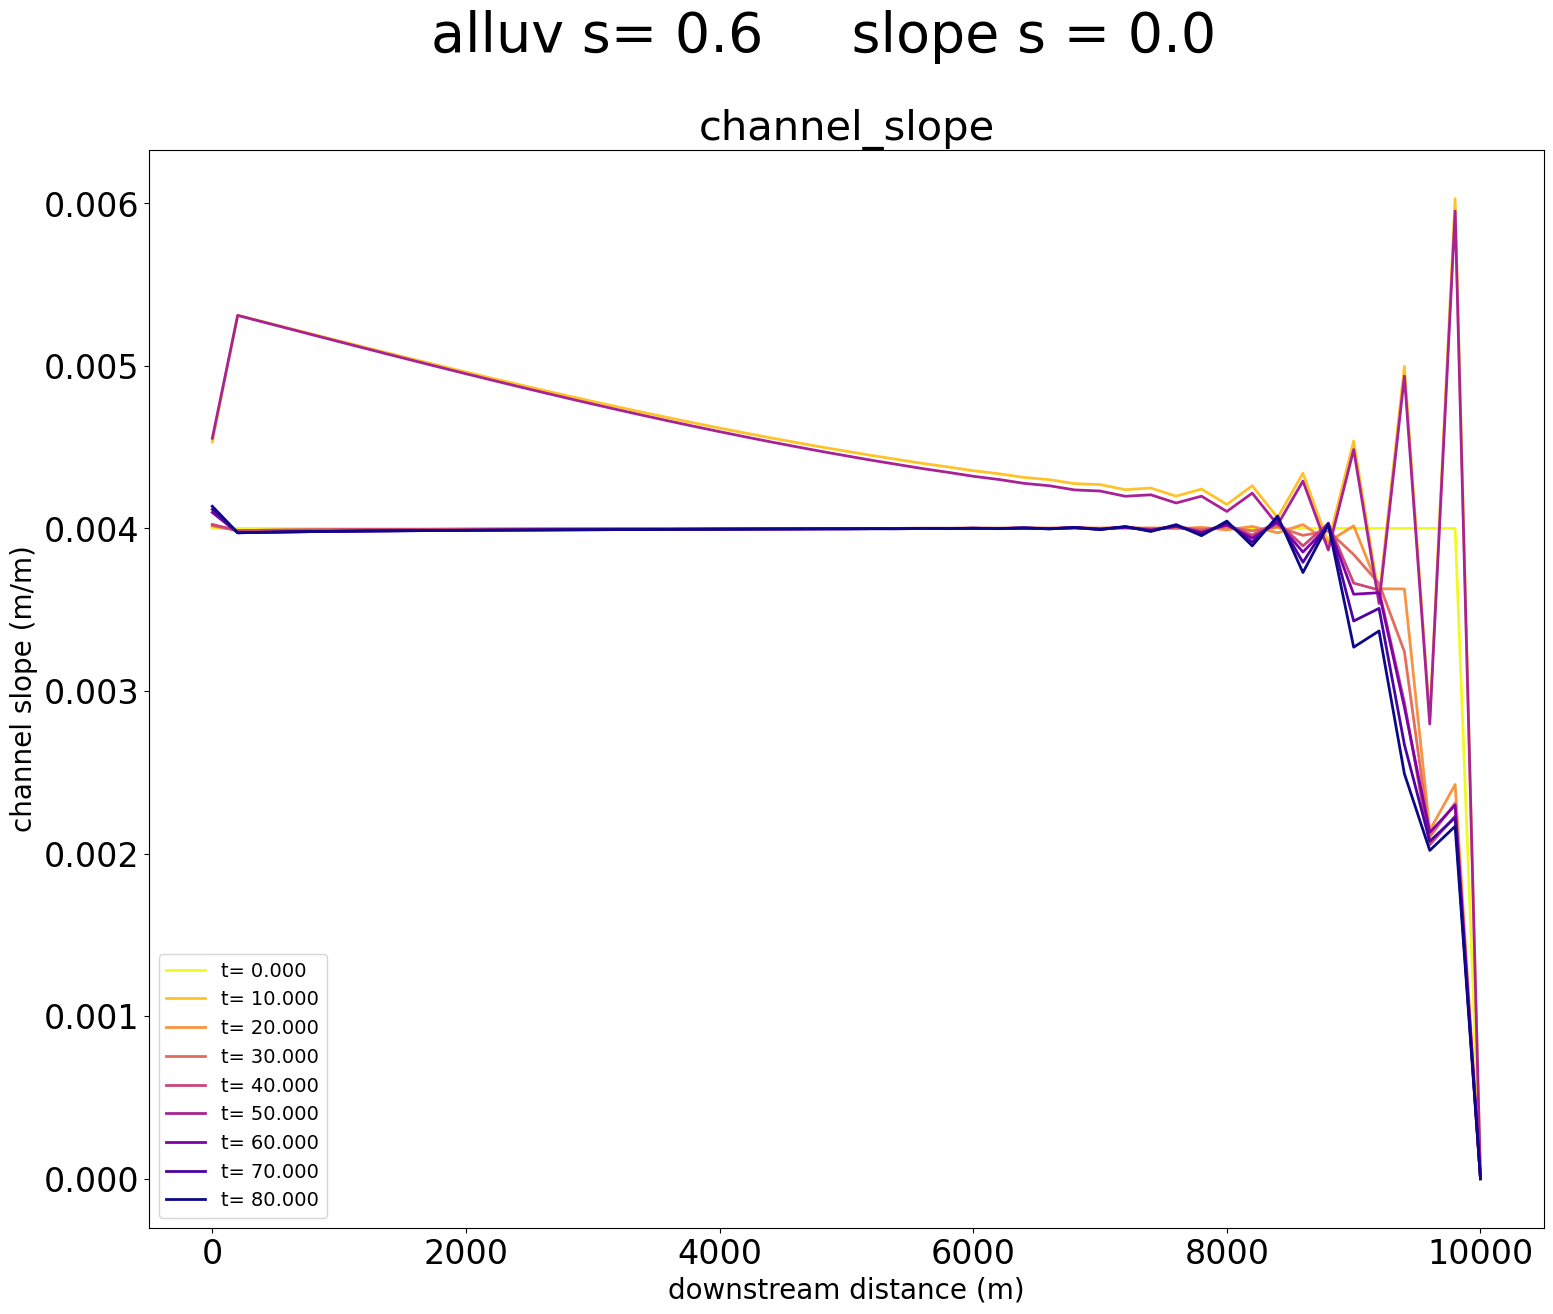 alluv s= 0.6     slope s = 0.0
channel_slope
channel slope (m/m)
0.006
0.005
0.004
0.003
0.002
0.001
0.000
t= 0.000
t= 10.000
t= 20.000
t= 30.000
t= 40.000
t= 50.000
t= 60.000
t= 70.000
t= 80.000
0 2000 4000 6000 8000 10000
downstream distance (m)